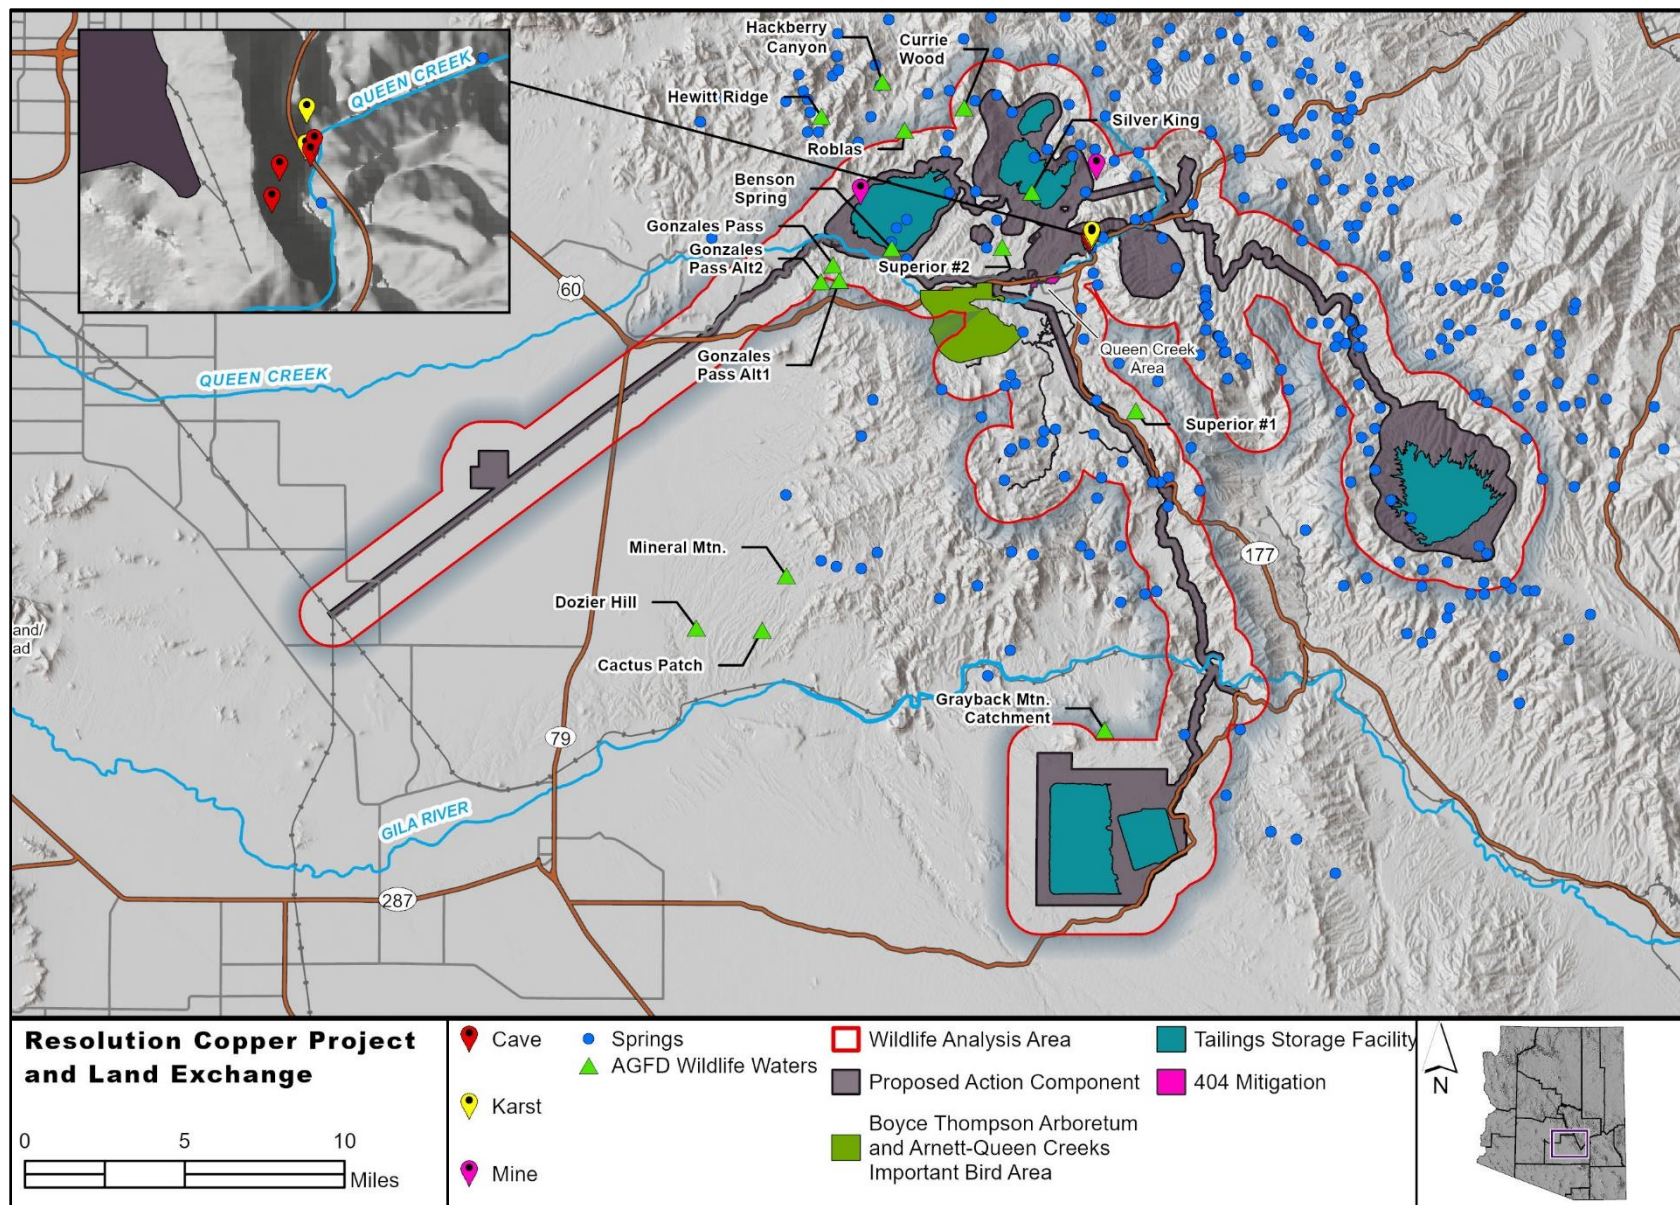 QUEEN CREEK
Hackberry
Canyon
Currie
Wood
Hewitt Ridge
Silver King
Roblas
Benson
Spring
Gonzales Pass
Gonzales
Pass Alt2
Superior #2
60
Gonzales
Pass Alt1
Queen Creek
Area
QUEEN CREEK
Superior #1
177
Mineral Mtn.
Dozier Hill
and/
ad
Cactus Patch
Grayback Mtn.
Catchment
79
GILA RIVER
287
Resolution Copper Project
and Land Exchange
0 5 10
Miles
Cave
Karst
Mine
Springs
AGFD Wildlife Waters
Wildlife Analysis Area
Proposed Action Component
Boyce Thompson Arboretum
and Arnett-Queen Creeks
Important Bird Area
Tailings Storage Facility
404 Mitigation
N